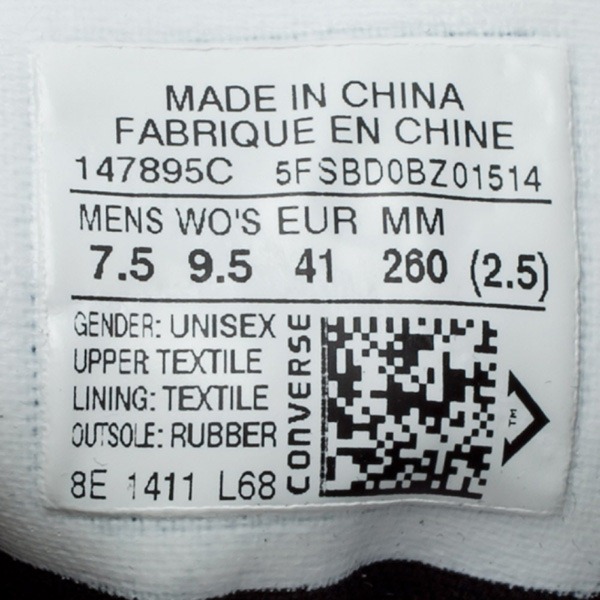 MADE IN CHINA
FABRIQUE EN CHINE
147895C 5FSBD0BZ01514
MENS WO'S EUR MM
7.5 9.5 41 260 (2.5)
GENDER: UNISEX
UPPER TEXTILE
LINING: TEXTILE
OUTSOLE: RUBBER
8E 1411 L68
CONVERSE
TM